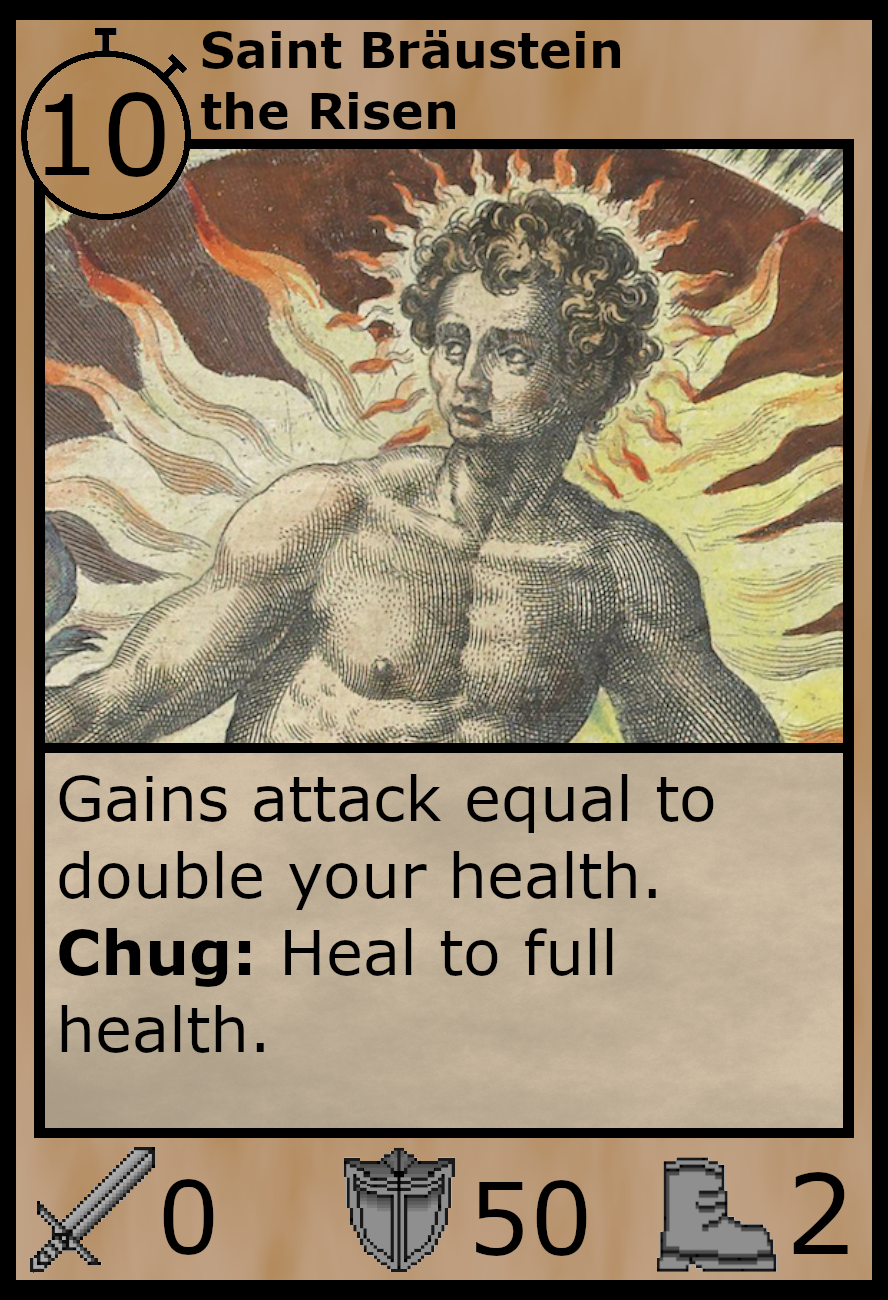 Saint Bräustein
the Risen
10
Gains attack equal to
double your health.
Chug: Heal to full
health.
0
50
2